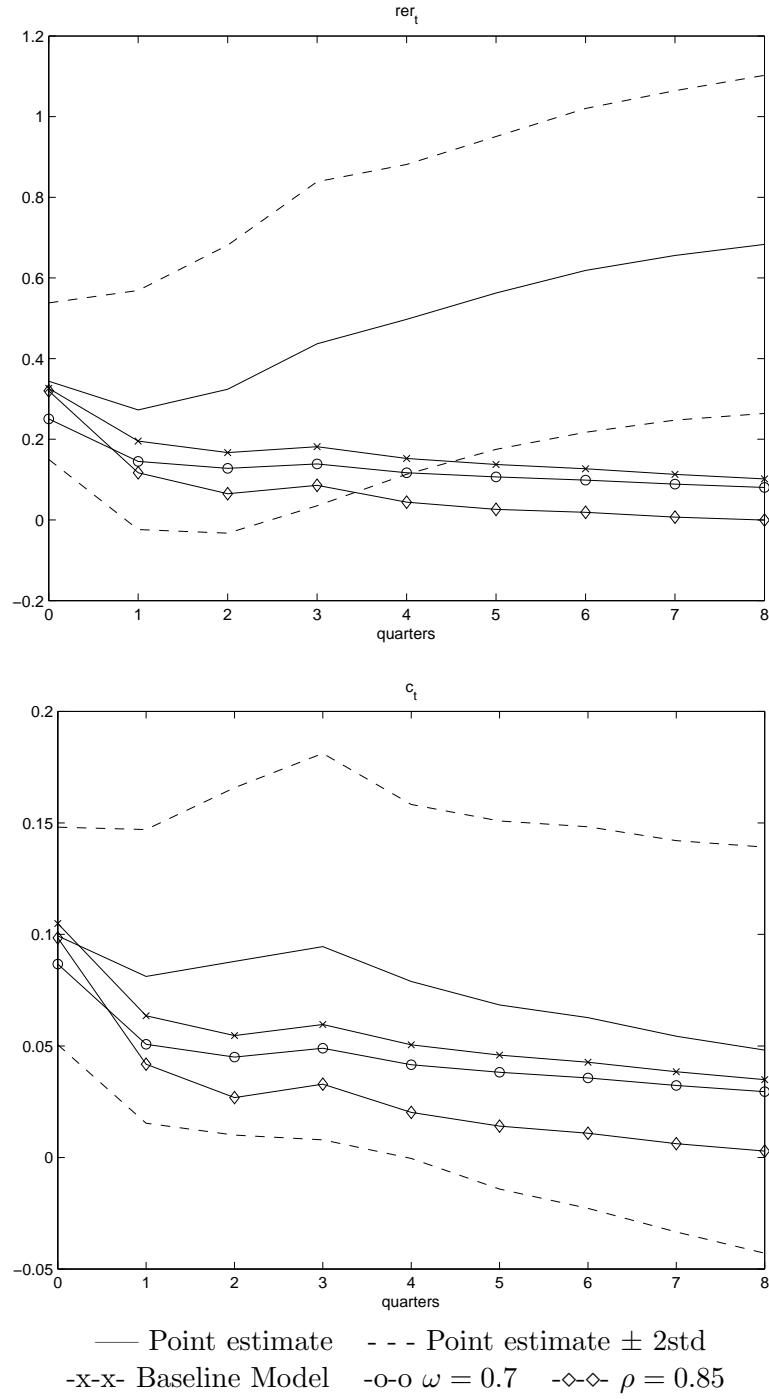 rer_t
1.2
1
0.8
0.6
0.4
0.2
0
−0.2
0 1 2 3 4 5 6 7 8
quarters
c_t
0.2
0.15
0.1
0.05
0
−0.05
0 1 2 3 4 5 6 7 8
quarters
—— Point estimate - - - Point estimate ± 2std
-x-x- Baseline Model -o-o ω = 0.7 -◇-◇- ρ = 0.85